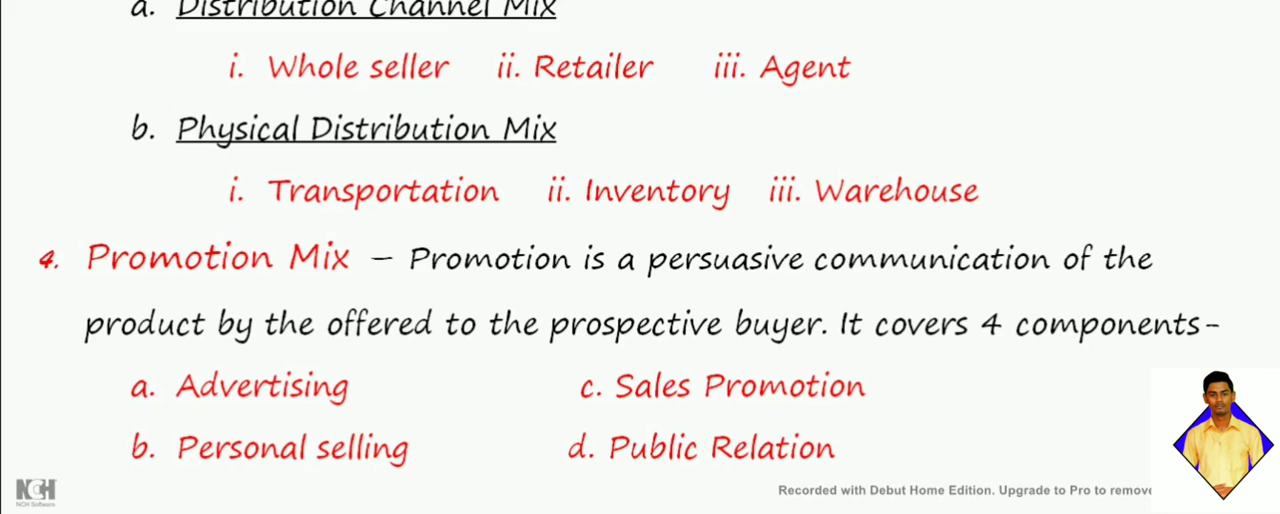 a. Distribution Channel Mix
i. Whole seller ii. Retailer iii. Agent
b. Physical Distribution Mix
i. Transportation ii. Inventory iii. Warehouse
4. Promotion Mix – Promotion is a persuasive communication of the
product by the offered to the prospective buyer. It covers 4 components-
a. Advertising c. Sales Promotion
b. Personal selling d. Public Relation
NCH
NCH Software
Recorded with Debut Home Edition. Upgrade to Pro to remove